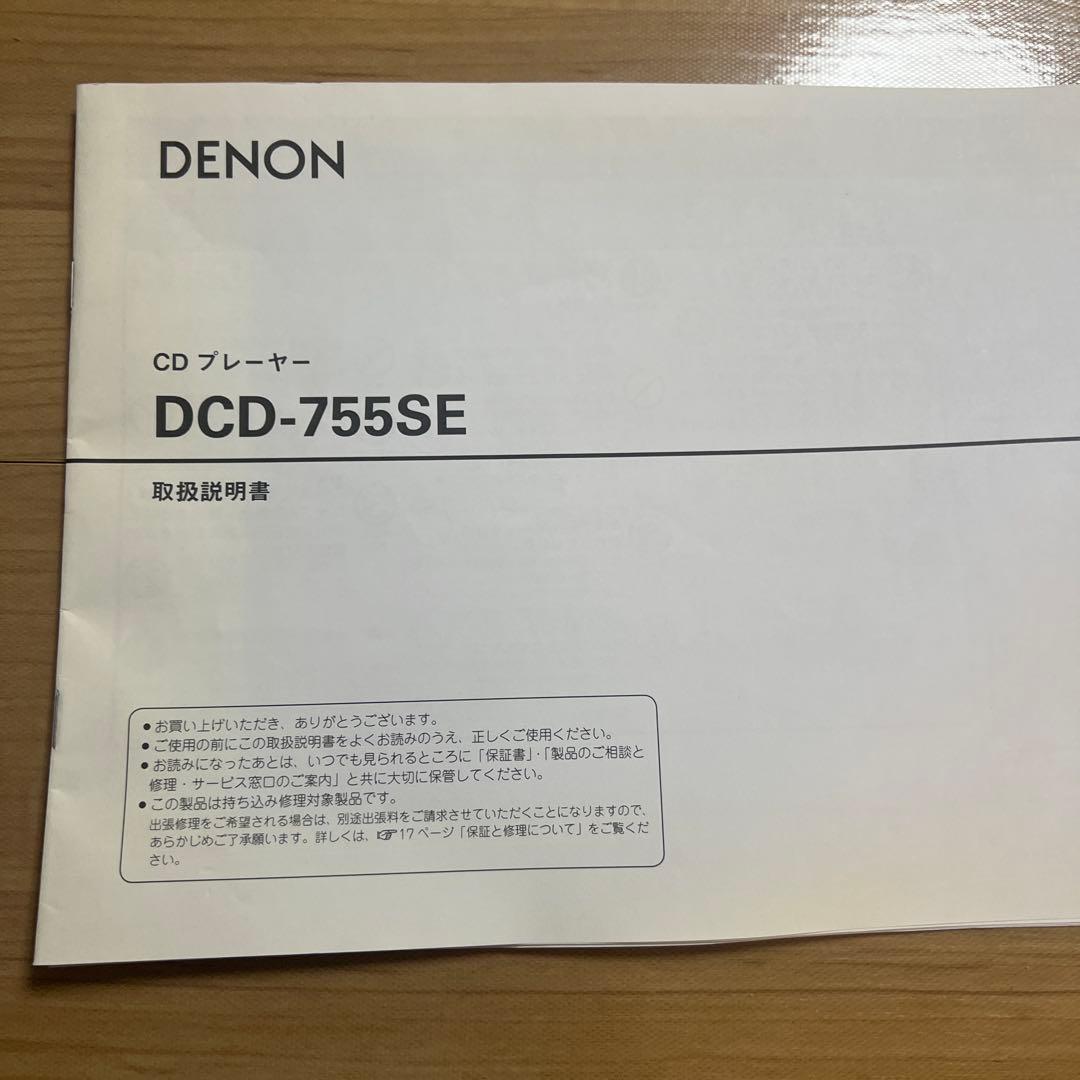 DENON
CD プレーヤー
DCD-755SE
取扱説明書
● お買い上げいただき、ありがとうございます。
● ご使用の前にこの取扱説明書をよくお読みのうえ、正しくご使用ください。
● お読みになったあとは、いつでも見られるところに「保証書」・「製品のご相談と
修理・サービス窓口のご案内」と共に大切に保管してください。
● この製品は持ち込み修理対象製品です。
出張修理をご希望される場合は、別途出張料をご請求させていただくことになりますので、
あらかじめご了承願います。詳しくは、☞17ページ「保証と修理について」をご覧くだ
さい。